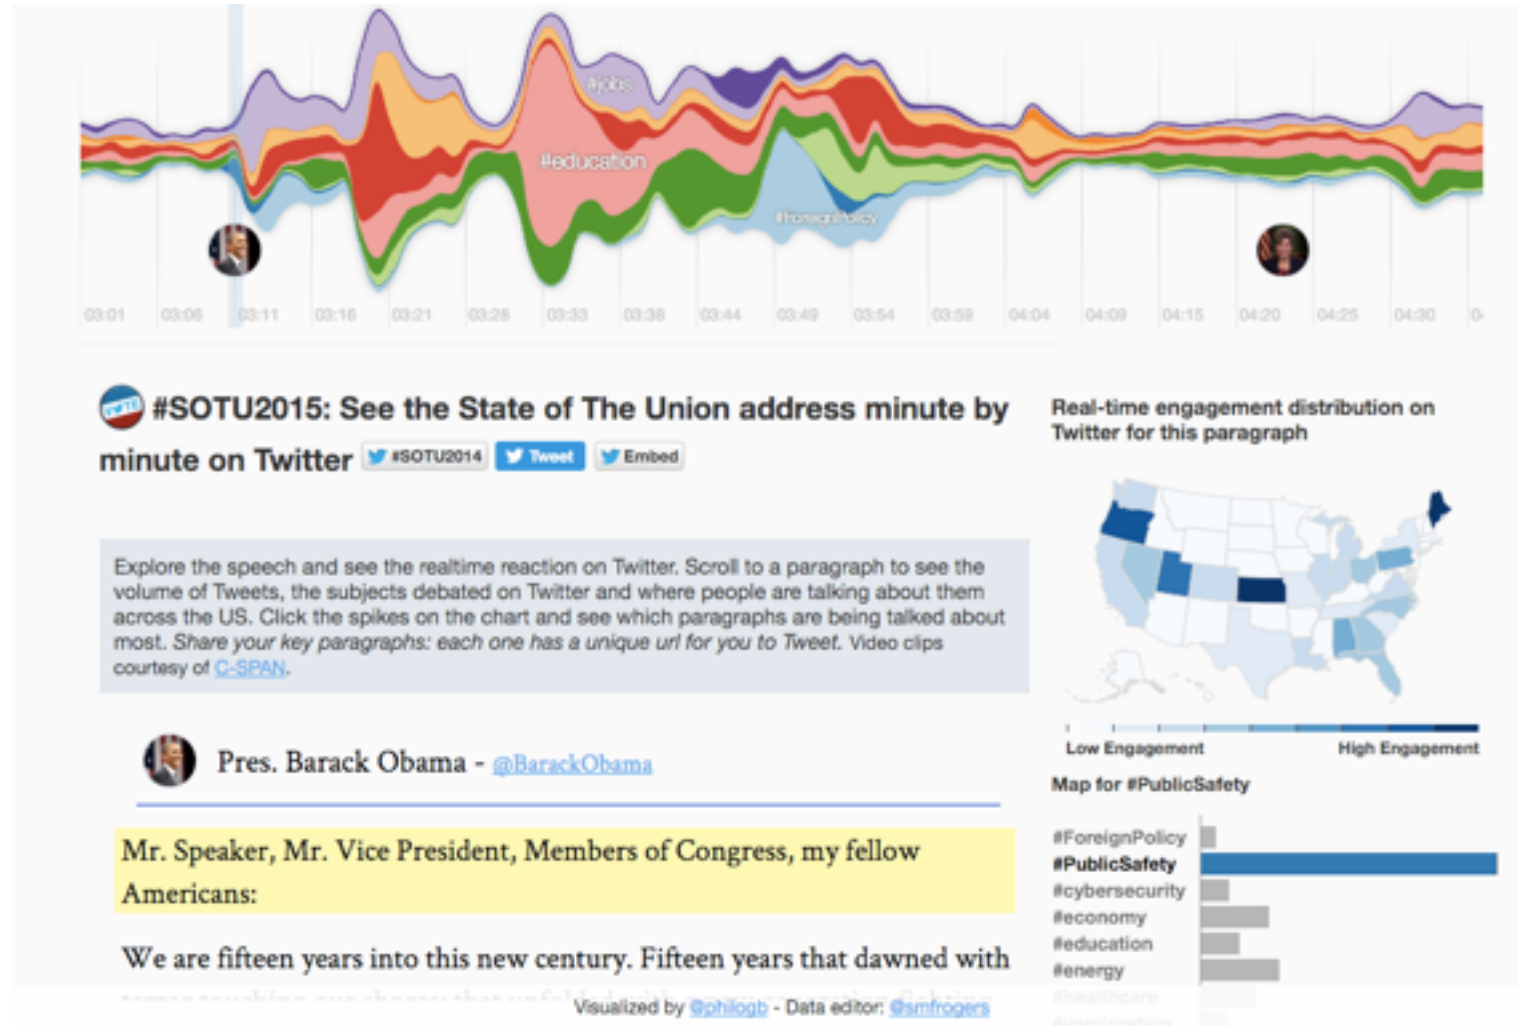 #jobs
#education
#ForeignPolicy
03:01 03:06 03:11 03:16 03:21 03:28 03:33 03:38 03:44 03:49 03:54 03:59 04:04 04:09 04:15 04:20 04:25 04:30
VOTE #SOTU2015: See the State of The Union address minute by
minute on Twitter #SOTU2014 Tweet Embed
Explore the speech and see the realtime reaction on Twitter. Scroll to a paragraph to see the
volume of Tweets, the subjects debated on Twitter and where people are talking about them
across the US. Click the spikes on the chart and see which paragraphs are being talked about
most. Share your key paragraphs: each one has a unique url for you to Tweet. Video clips
courtesy of C-SPAN.
Pres. Barack Obama - @BarackObama
Mr. Speaker, Mr. Vice President, Members of Congress, my fellow
Americans:
We are fifteen years into this new century. Fifteen years that dawned with
Real-time engagement distribution on
Twitter for this paragraph
Low Engagement High Engagement
Map for #PublicSafety
#ForeignPolicy
#PublicSafety
#cybersecurity
#economy
#education
#energy
#healthcare
#immigration
Visualized by @philogb - Data editor: @smfrogers